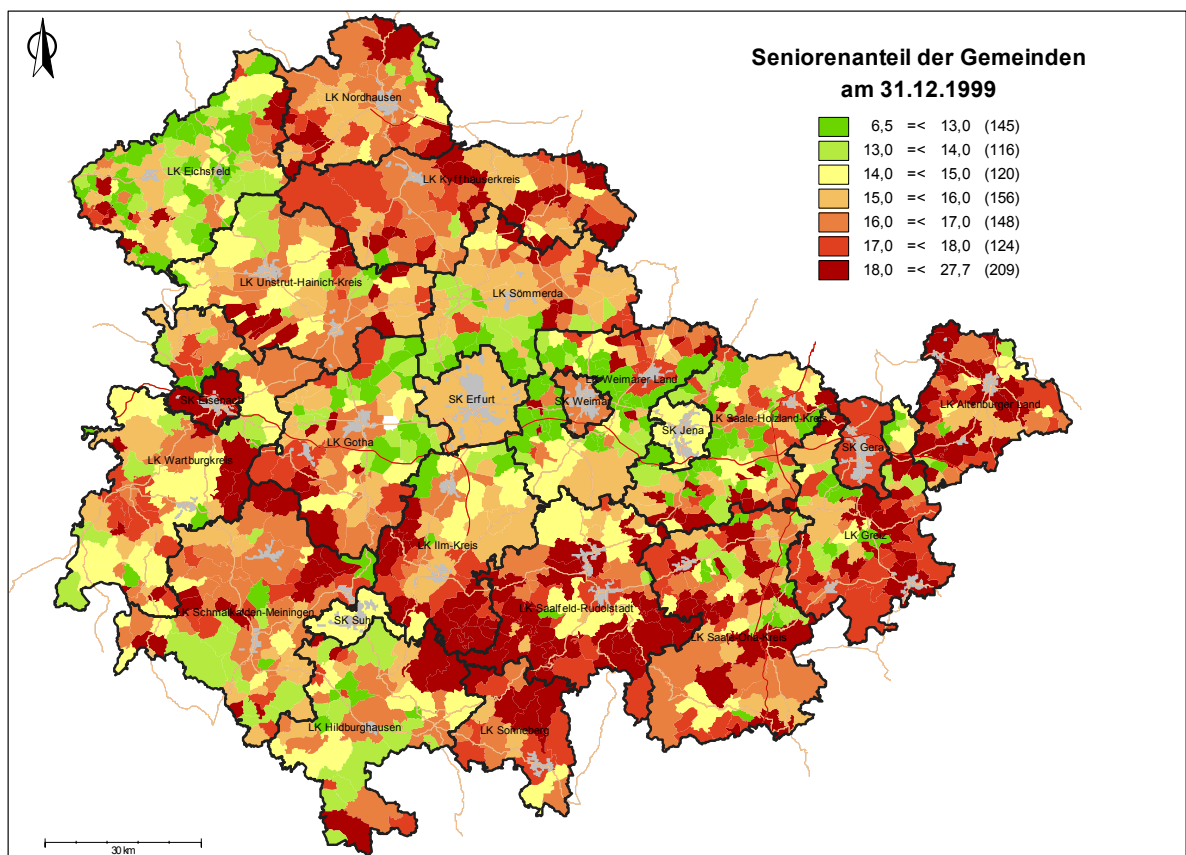 Seniorenanteil der Gemeinden
am 31.12.1999
6,5 =< 13,0 (145)
13,0 =< 14,0 (116)
14,0 =< 15,0 (120)
15,0 =< 16,0 (156)
16,0 =< 17,0 (148)
17,0 =< 18,0 (124)
18,0 =< 27,7 (209)
LK Nordhausen
LK Eichsfeld
LK Kyffhäuserkreis
LK Unstrut-Hainich-Kreis
LK Sömmerda
SK Eisenach
SK Erfurt
SK Weimar
LK Weimarer Land
LK Gotha
SK Jena
LK Saale-Holzland-Kreis
LK Altenburger Land
SK Gera
LK Wartburgkreis
LK Ilm-Kreis
LK Greiz
LK Schmalkalden-Meiningen
SK Suhl
LK Saalfeld-Rudolstadt
LK Saale-Orla-Kreis
LK Hildburghausen
LK Sonneberg
30 km